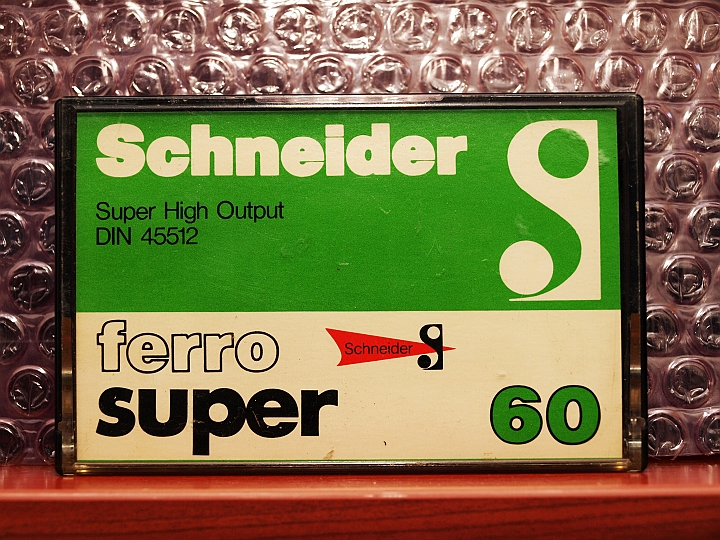 Schneider
Super High Output
DIN 45512
S
ferro
Schneider S
super
60